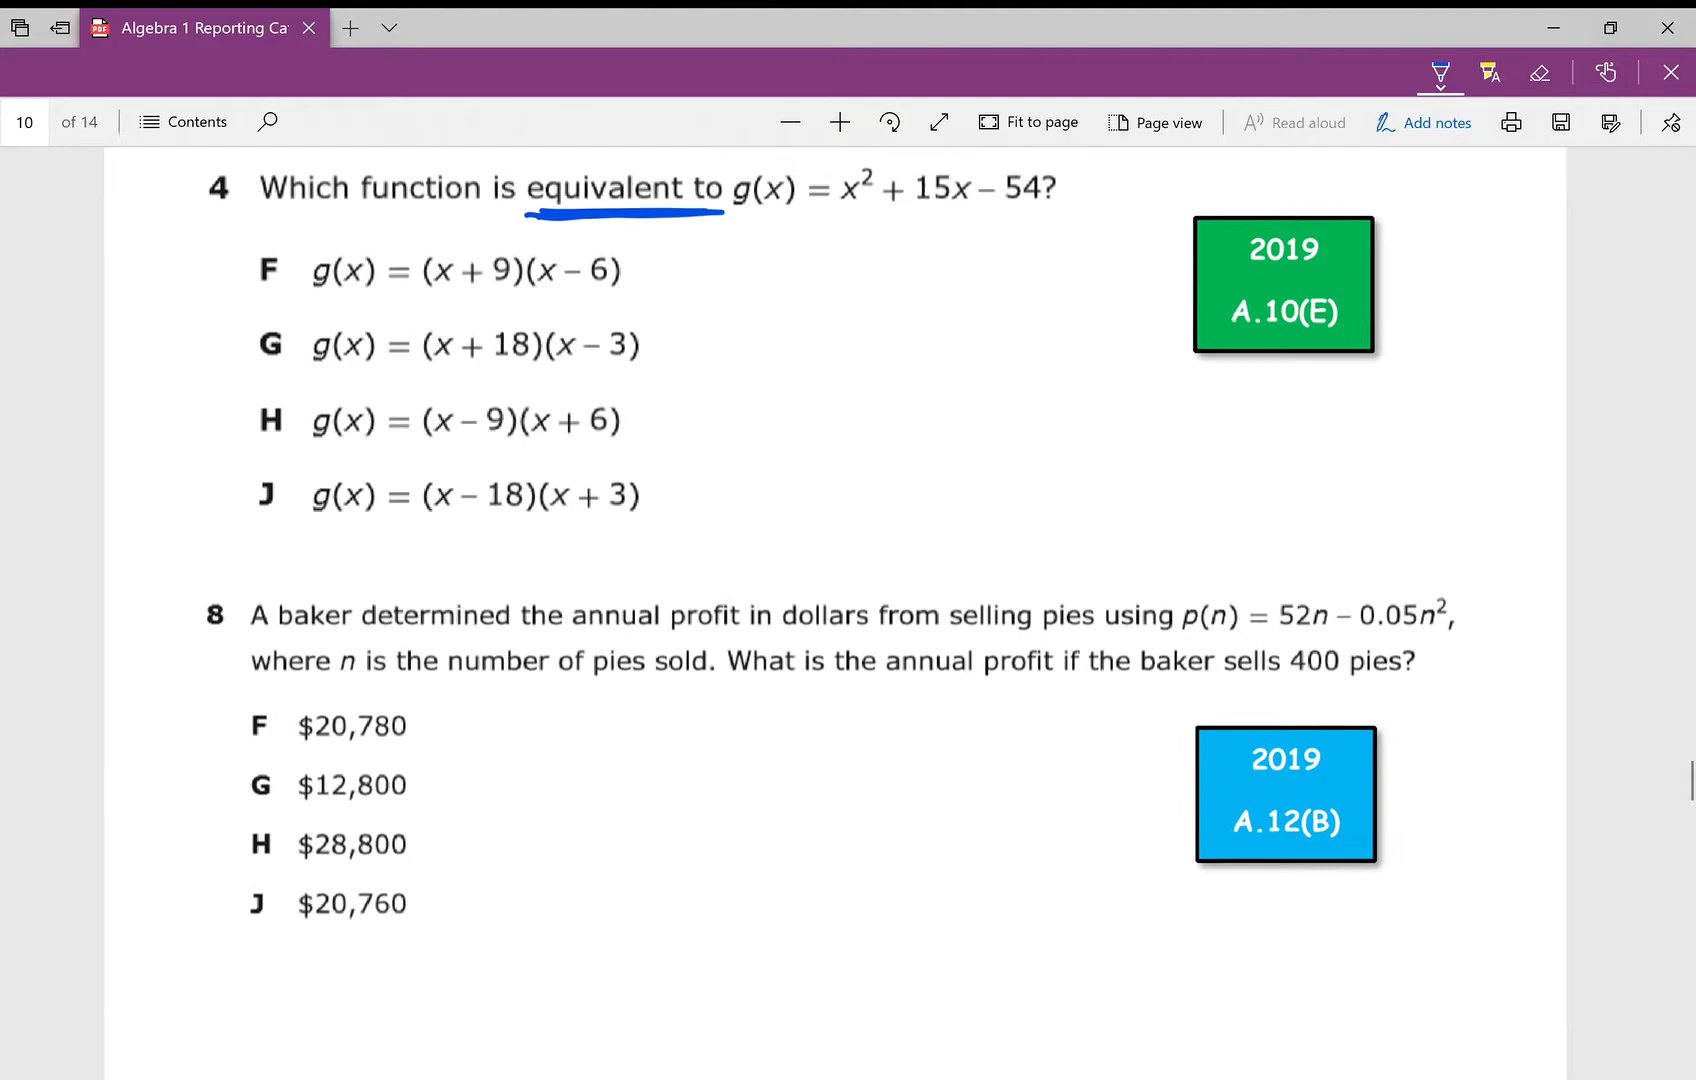 Algebra 1 Reporting Ca
10 of 14 Contents Fit to page Page view Read aloud Add notes
4 Which function is equivalent to g(x) = x² + 15x – 54?
F g(x) = (x + 9)(x – 6)
G g(x) = (x + 18)(x – 3)
H g(x) = (x – 9)(x + 6)
J g(x) = (x – 18)(x + 3)
2019
A.10(E)
8 A baker determined the annual profit in dollars from selling pies using p(n) = 52n – 0.05n²,
where n is the number of pies sold. What is the annual profit if the baker sells 400 pies?
F $20,780
G $12,800
H $28,800
J $20,760
2019
A.12(B)